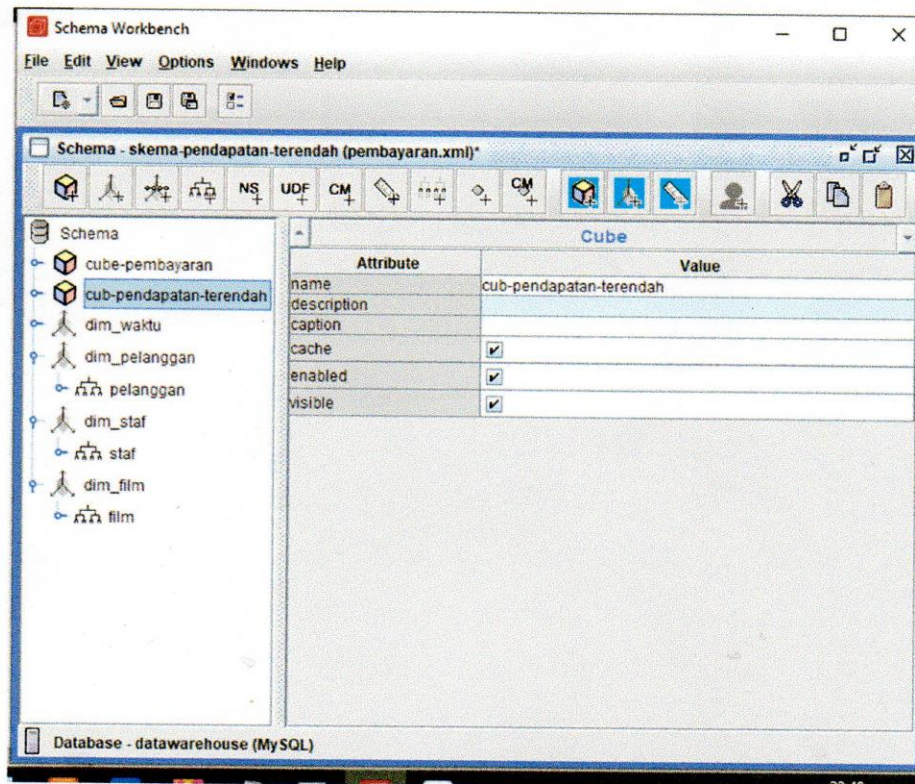 Schema Workbench
File Edit View Options Windows Help
Schema - skema-pendapatan-terendah (pembayaran.xml)*
NS UDF CM CM
Schema
cube-pembayaran
cub-pendapatan-terendah
dim_waktu
dim_pelanggan
pelanggan
dim_staf
staf
dim_film
film
Cube
Attribute Value
name cub-pendapatan-terendah
description
caption
cache
enabled
visible
Database - datawarehouse (MySQL)